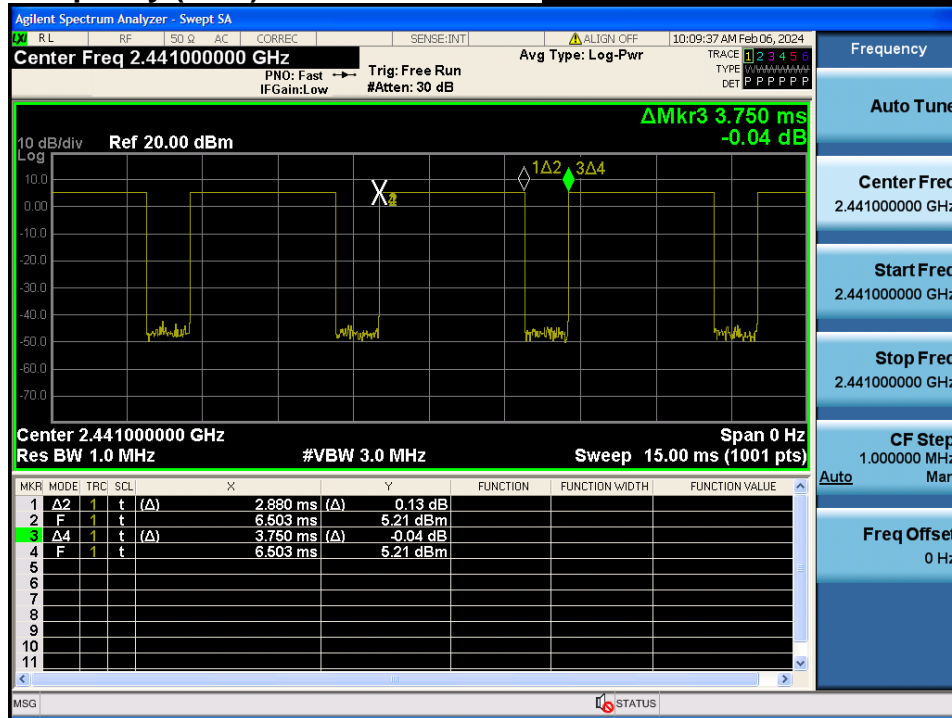 Agilent Spectrum Analyzer - Swept SA
LXI RL RF 50 Ω AC CORREC SENSE:INT ALIGN OFF 10:09:37 AM Feb 06, 2024
Center Freq 2.441000000 GHz
PNO: Fast
IFGain:Low
Trig: Free Run
#Atten: 30 dB
Avg Type: Log-Pwr
TRACE 1 2 3 4 5 6
TYPE WWWWWW
DET P P P P P P
ΔMkr3 3.750 ms
-0.04 dB
10 dB/div Ref 20.00 dBm
Log
10.0
0.00
-10.0
-20.0
-30.0
-40.0
-50.0
-60.0
-70.0
1Δ2 3Δ4
Center 2.441000000 GHz Span 0 Hz
Res BW 1.0 MHz #VBW 3.0 MHz Sweep 15.00 ms (1001 pts)
MKR MODE TRC SCL X Y FUNCTION FUNCTION WIDTH FUNCTION VALUE
1 Δ2 1 t (Δ) 2.880 ms (Δ) 0.13 dB
2 F 1 t 6.503 ms 5.21 dBm
3 Δ4 1 t (Δ) 3.750 ms (Δ) -0.04 dB
4 F 1 t 6.503 ms 5.21 dBm
5
6
7
8
9
10
11
MSG STATUS
Frequency
Auto Tune
Center Freq
2.441000000 GHz
Start Freq
2.441000000 GHz
Stop Freq
2.441000000 GHz
CF Step
1.000000 MHz
Auto Man
Freq Offset
0 Hz